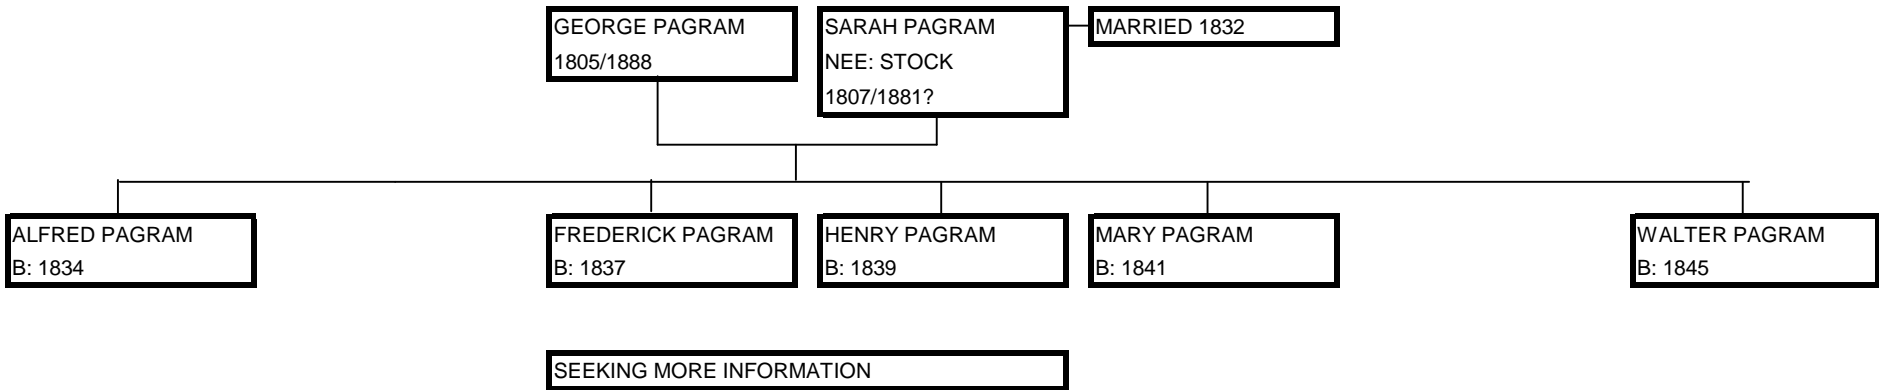 GEORGE PAGRAM
1805/1888
SARAH PAGRAM
NEE: STOCK
1807/1881?
MARRIED 1832
ALFRED PAGRAM
B: 1834
FREDERICK PAGRAM
B: 1837
HENRY PAGRAM
B: 1839
MARY PAGRAM
B: 1841
WALTER PAGRAM
B: 1845
SEEKING MORE INFORMATION